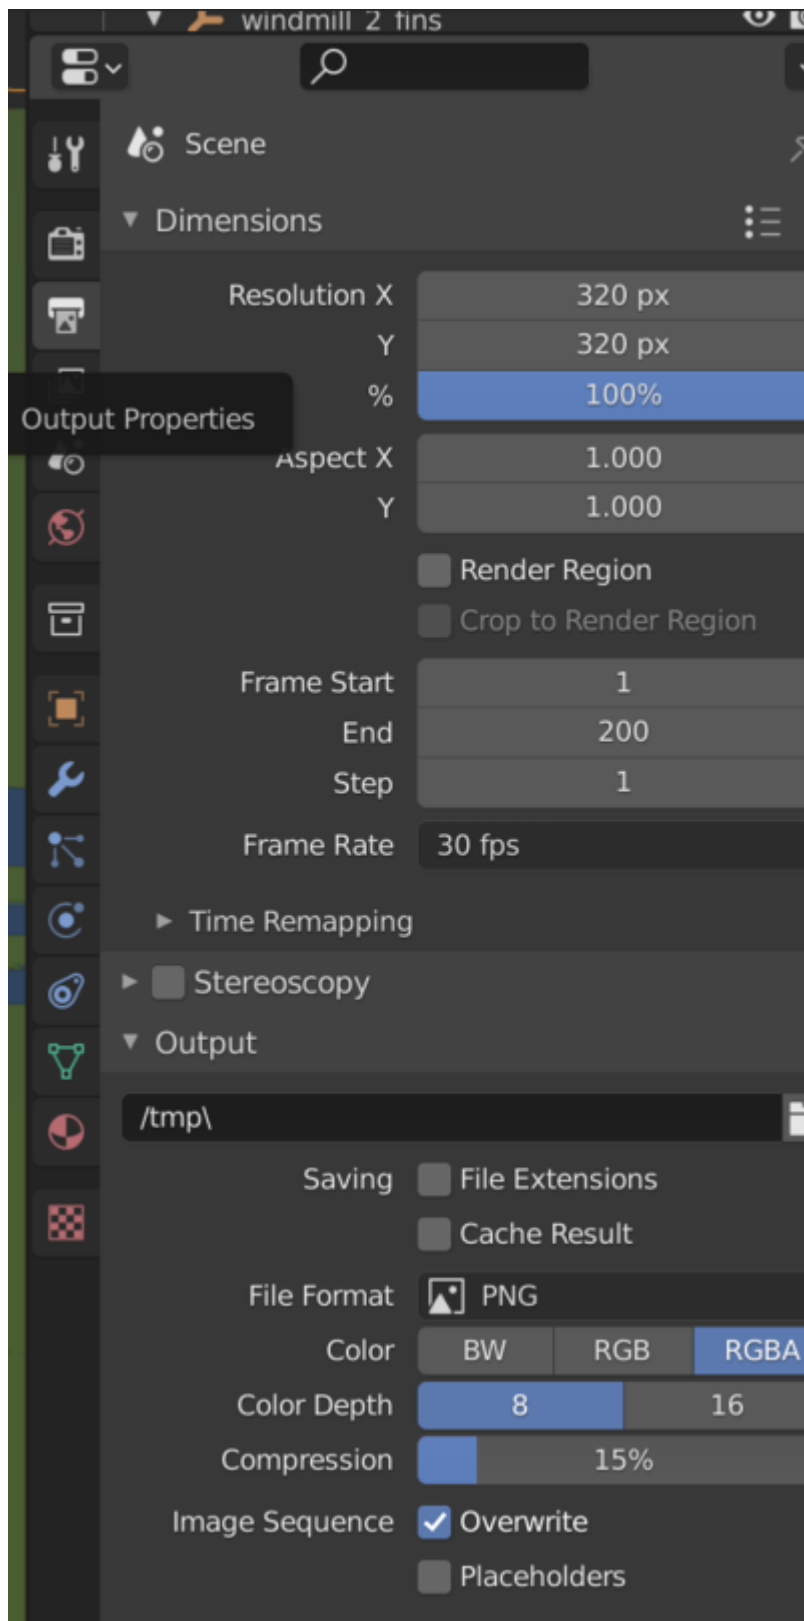 windmill 2 fins
Scene
Dimensions
Resolution X 320 px
Y 320 px
% 100%
Output Properties
Aspect X 1.000
Y 1.000
Render Region
Crop to Render Region
Frame Start 1
End 200
Step 1
Frame Rate 30 fps
Time Remapping
Stereoscopy
Output
/tmp\
Saving File Extensions
Cache Result
File Format PNG
Color BW RGB RGBA
Color Depth 8 16
Compression 15%
Image Sequence Overwrite
Placeholders